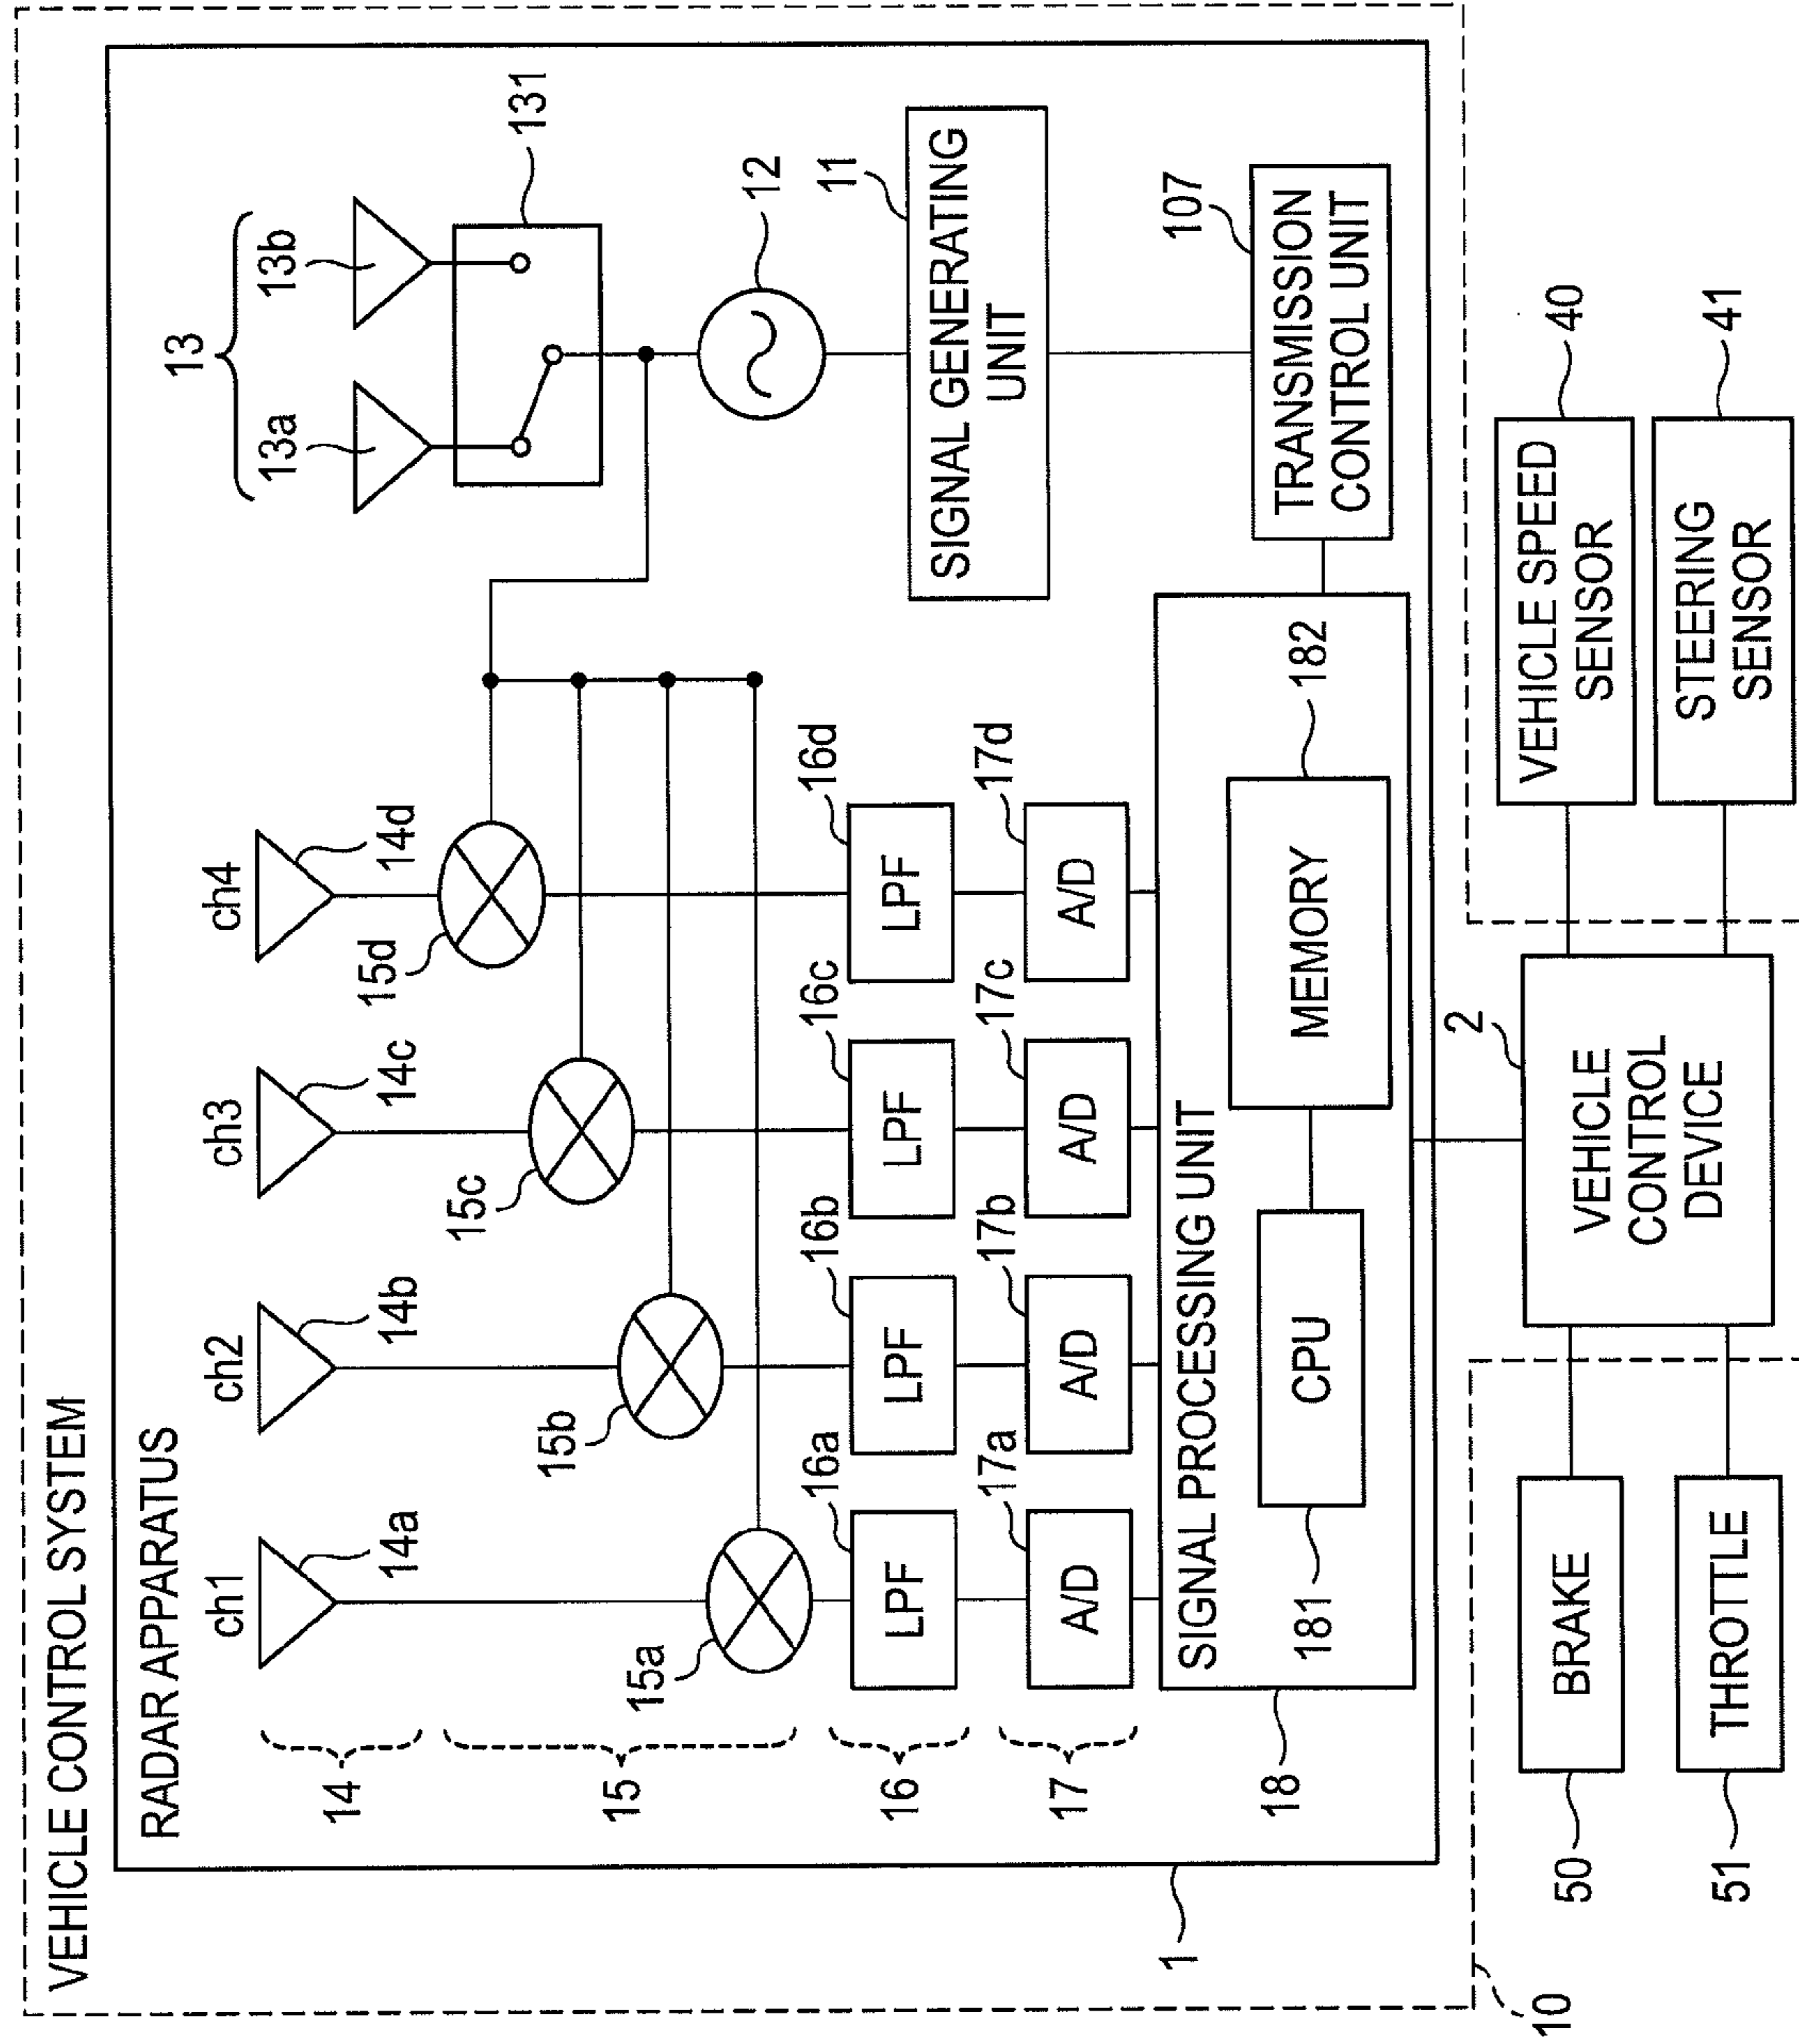 VEHICLE CONTROL SYSTEM
RADAR APPARATUS
13
13a
13b
131
ch1
ch2
ch3
ch4
14
14a
14b
14c
14d
12
15
15a
15b
15c
15d
11
SIGNAL GENERATING
UNIT
16
16a
16b
16c
16d
LPF
LPF
LPF
LPF
17
17a
17b
17c
17d
A/D
A/D
A/D
A/D
107
TRANSMISSION
CONTROL UNIT
18
SIGNAL PROCESSING UNIT
181
CPU
MEMORY
182
1
2
VEHICLE
CONTROL
DEVICE
10
50
BRAKE
51
THROTTLE
VEHICLE SPEED
SENSOR
40
STEERING
SENSOR
41